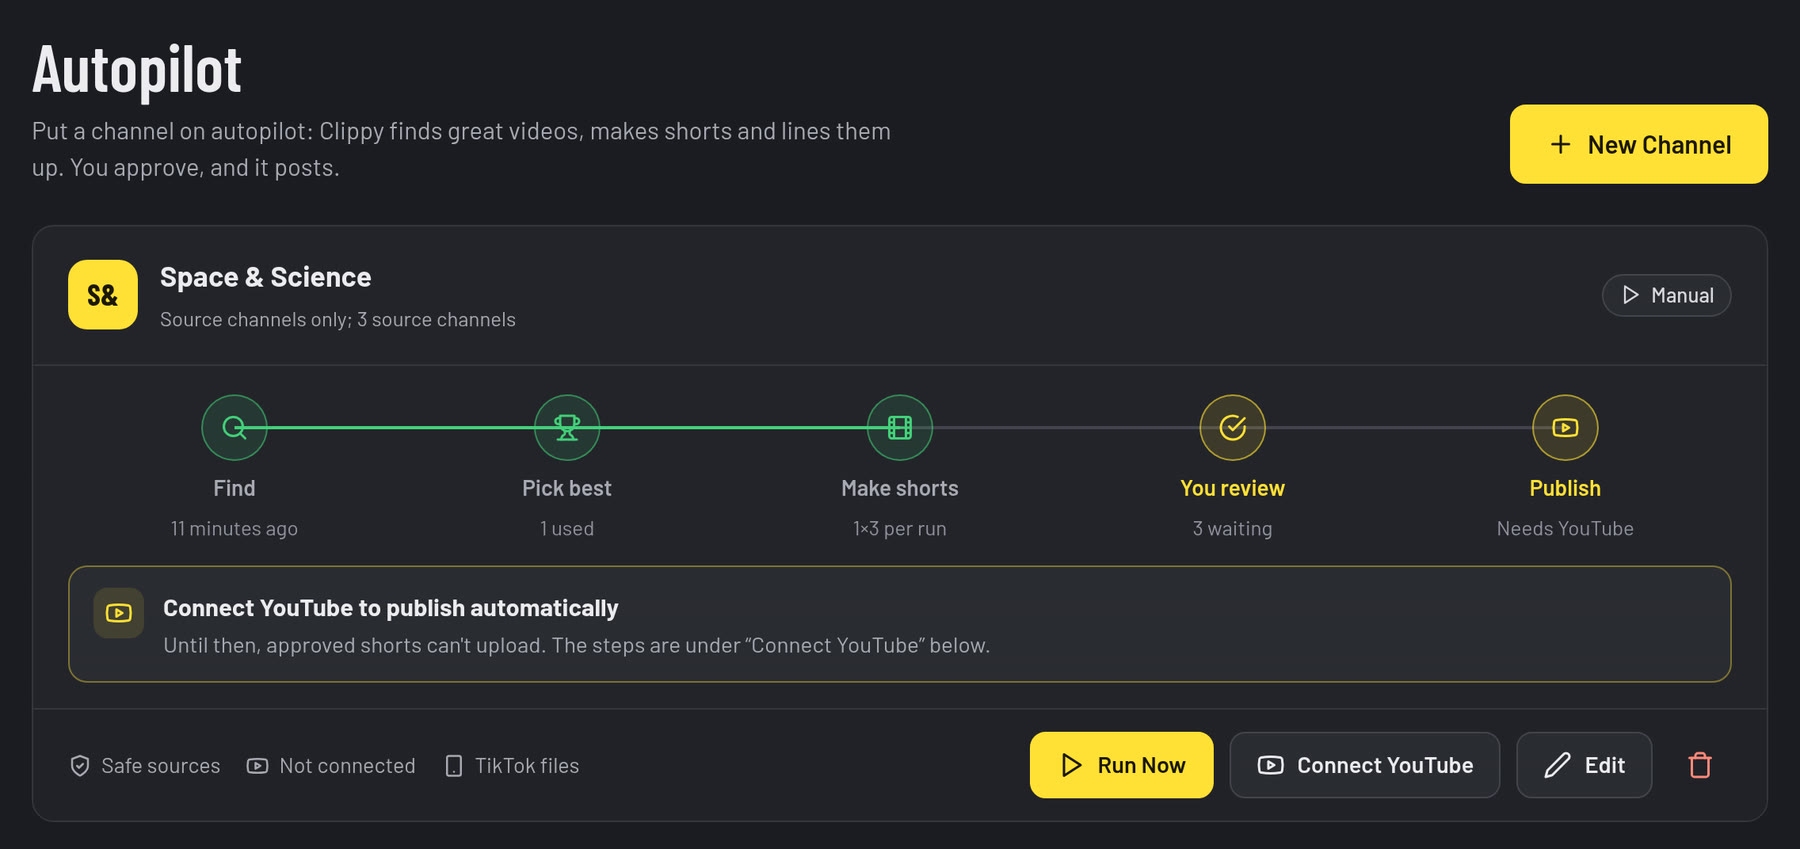 Autopilot
Put a channel on autopilot: Clippy finds great videos, makes shorts and lines them
up. You approve, and it posts.
New Channel
S&
Space & Science
Source channels only; 3 source channels
Manual
Find
Pick best
Make shorts
You review
Publish
11 minutes ago
1 used
1×3 per run
3 waiting
Needs YouTube
Connect YouTube to publish automatically
Until then, approved shorts can't upload. The steps are under “Connect YouTube” below.
Safe sources
Not connected
TikTok files
Run Now
Connect YouTube
Edit